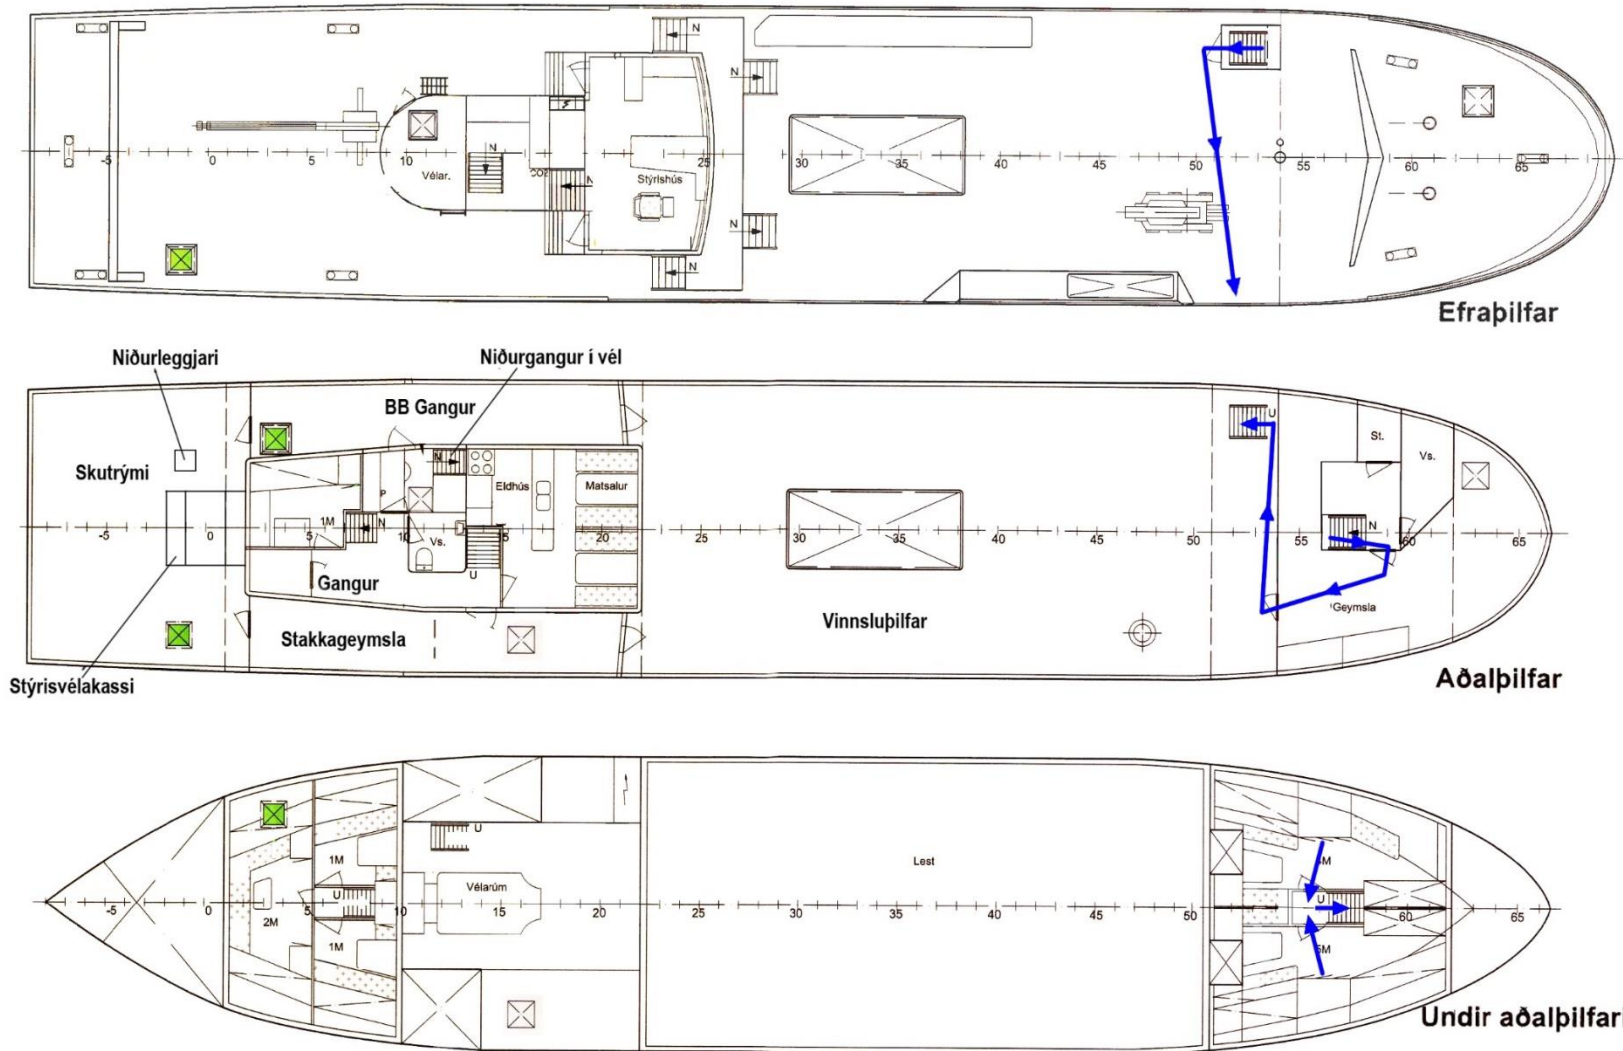 N
N
N
-5 0 5 10 25 30 35 40 45 50 55 60 65
Vélar.
CO2
N
Stýrishús
N
N
Efraþilfar
Niðurleggjari
Niðurgangur í vél
BB Gangur
U
Skutrými
N
Eldhús
Matsalur
St.
Vs.
P
1M
N
Vs.
N
-5 0 5 10 15 20 25 30 35 40 45 50 55 60 65
Gangur
U
Geymsla
Vinnsluþilfar
Stakkageymsla
Stýrisvélakassi
Aðalþilfar
U
1M
Lest
Vélarúm
U
U
-5 0 5 10 15 20 25 30 35 40 45 50 60 65
2M
1M
Undir aðalþilfari